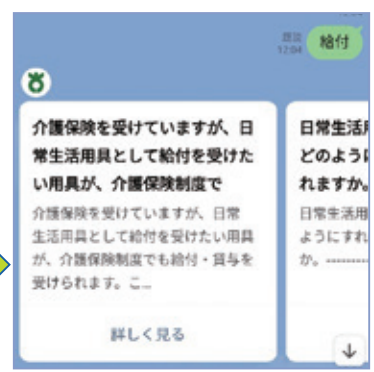 既読
12:04
給付
介護保険を受けていますが、日
常生活用具として給付を受けた
い用具が、介護保険制度で
介護保険を受けていますが、日常
生活用具として給付を受けたい用具
が、介護保険制度でも給付・貸与を
受けられます。こ…
詳しく見る
日常生活
どのように
れますか。
日常生活用
ようにすれ
か。----------